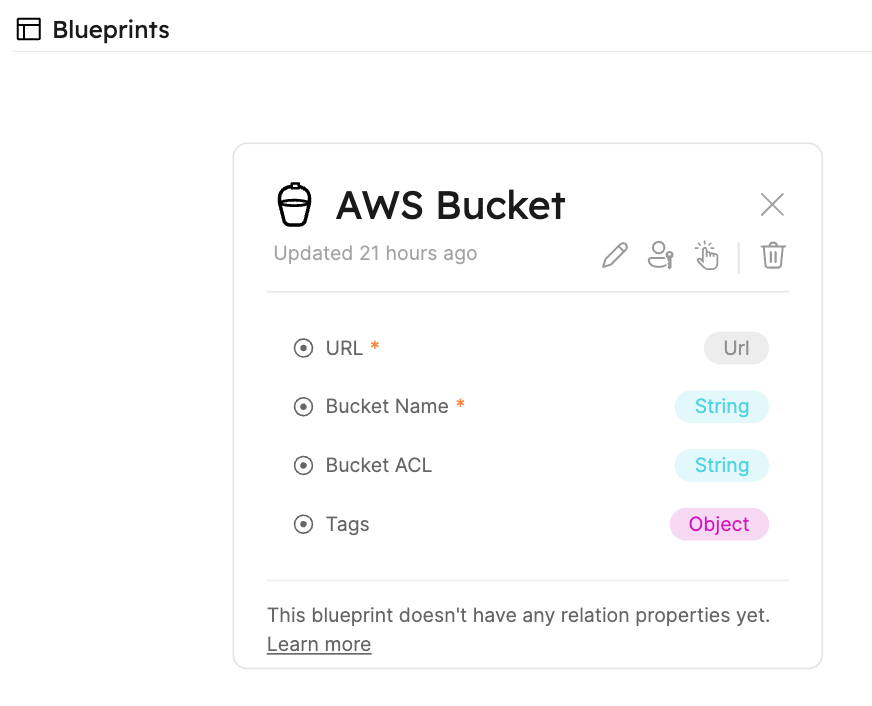 Blueprints
AWS Bucket
Updated 21 hours ago
URL * Url
Bucket Name * String
Bucket ACL String
Tags Object
This blueprint doesn't have any relation properties yet.
Learn more